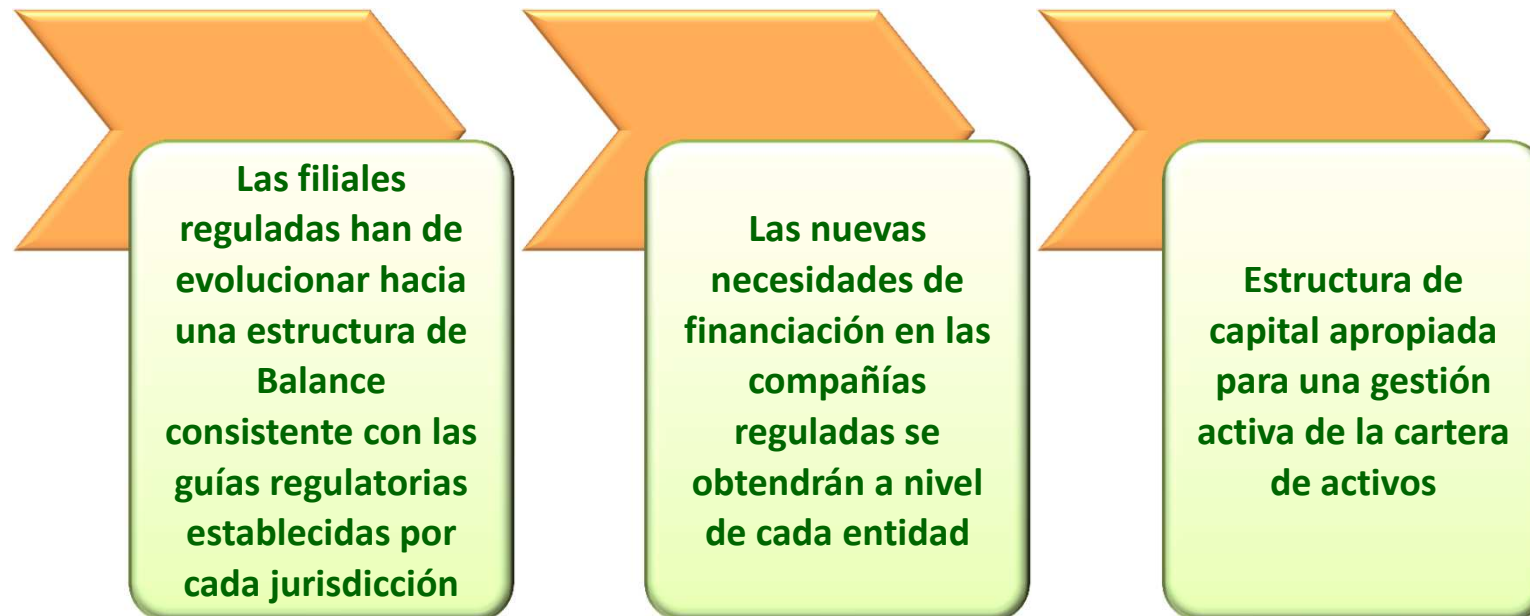 Las filiales
reguladas han de
evolucionar hacia
una estructura de
Balance
consistente con las
guías regulatorias
establecidas por
cada jurisdicción
Las nuevas
necesidades de
financiación en las
compañías
reguladas se
obtendrán a nivel
de cada entidad
Estructura de
capital apropiada
para una gestión
activa de la cartera
de activos